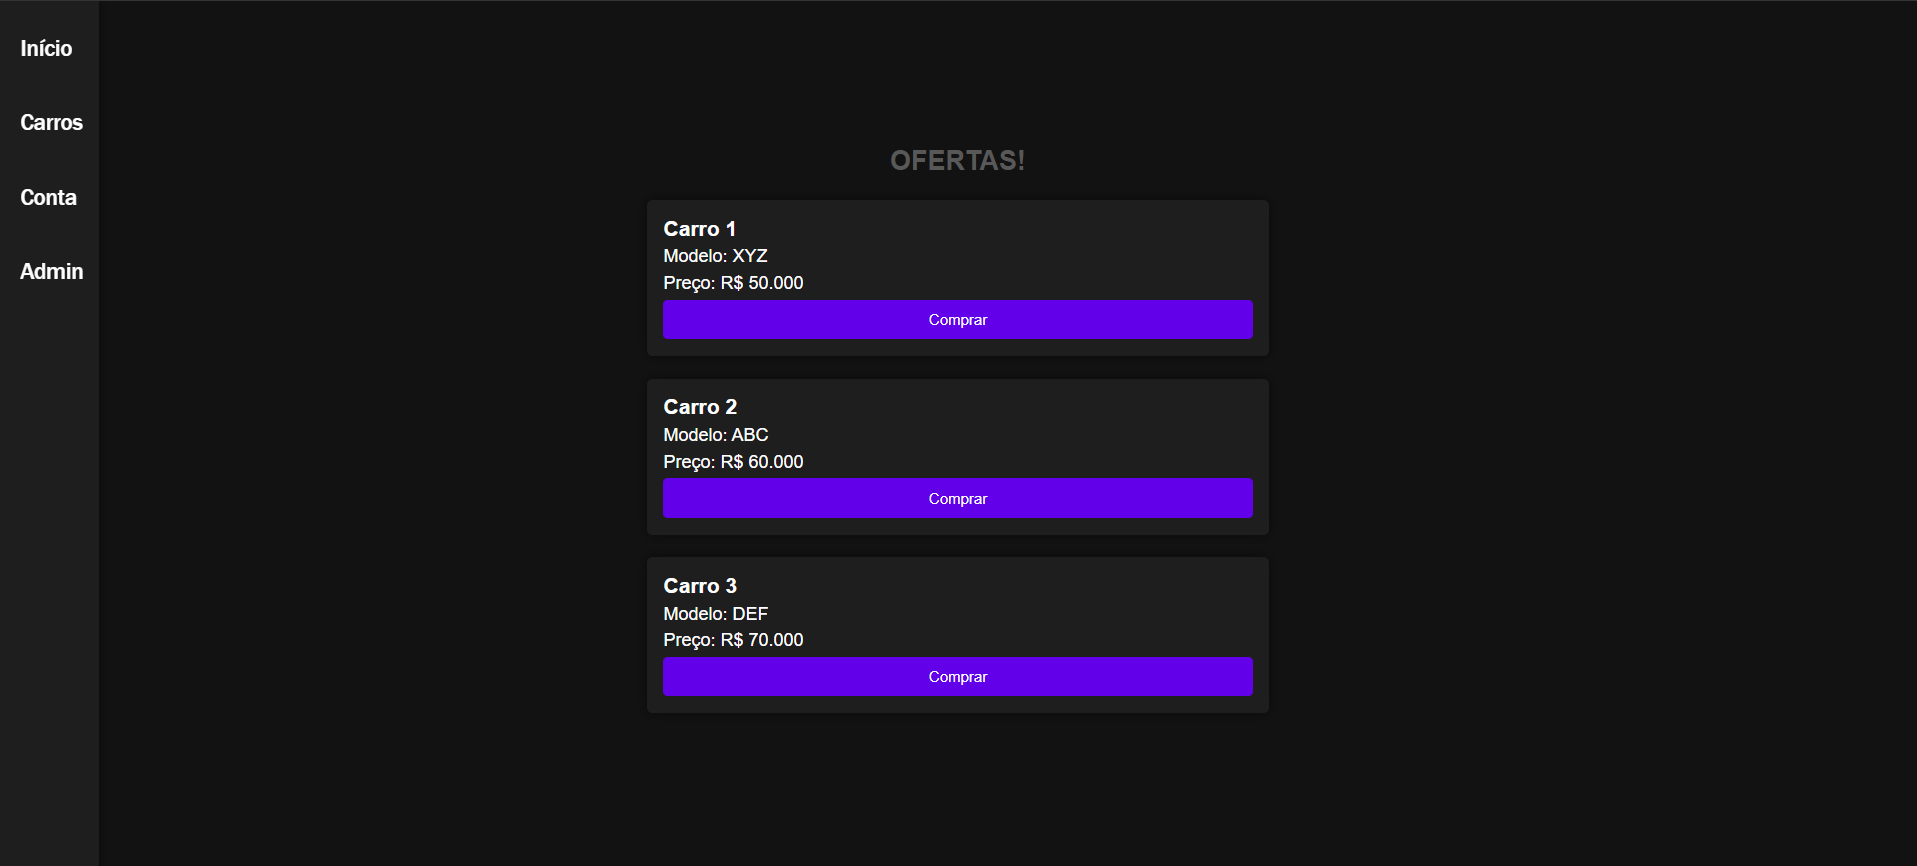 Início
Carros
Conta
Admin
OFERTAS!
Carro 1
Modelo: XYZ
Preço: R$ 50.000
Comprar
Carro 2
Modelo: ABC
Preço: R$ 60.000
Comprar
Carro 3
Modelo: DEF
Preço: R$ 70.000
Comprar